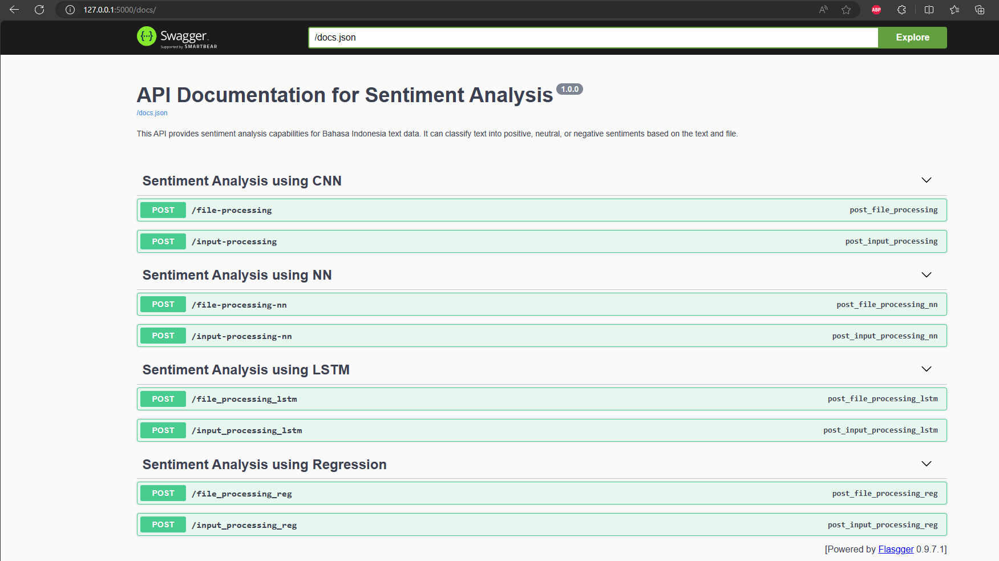 127.0.0.1:5000/docs/
ABP
Swagger.
Supported by SMARTBEAR
/docs.json
Explore
API Documentation for Sentiment Analysis 1.0.0
/docs.json
This API provides sentiment analysis capabilities for Bahasa Indonesia text data. It can classify text into positive, neutral, or negative sentiments based on the text and file.
Sentiment Analysis using CNN
POST /file-processing post_file_processing
POST /input-processing post_input_processing
Sentiment Analysis using NN
POST /file-processing-nn post_file_processing_nn
POST /input-processing-nn post_input_processing_nn
Sentiment Analysis using LSTM
POST /file_processing_lstm post_file_processing_lstm
POST /input_processing_lstm post_input_processing_lstm
Sentiment Analysis using Regression
POST /file_processing_reg post_file_processing_reg
POST /input_processing_reg post_input_processing_reg
[Powered by Flasgger 0.9.7.1]